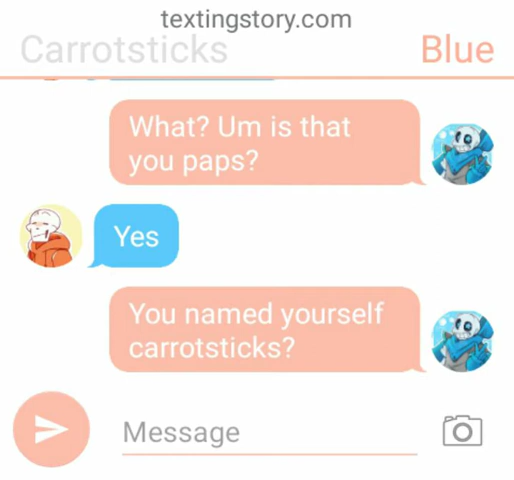 textingstory.com
Carrotsticks Blue
What? Um is that
you paps?
Yes
You named yourself
carrotsticks?
Message